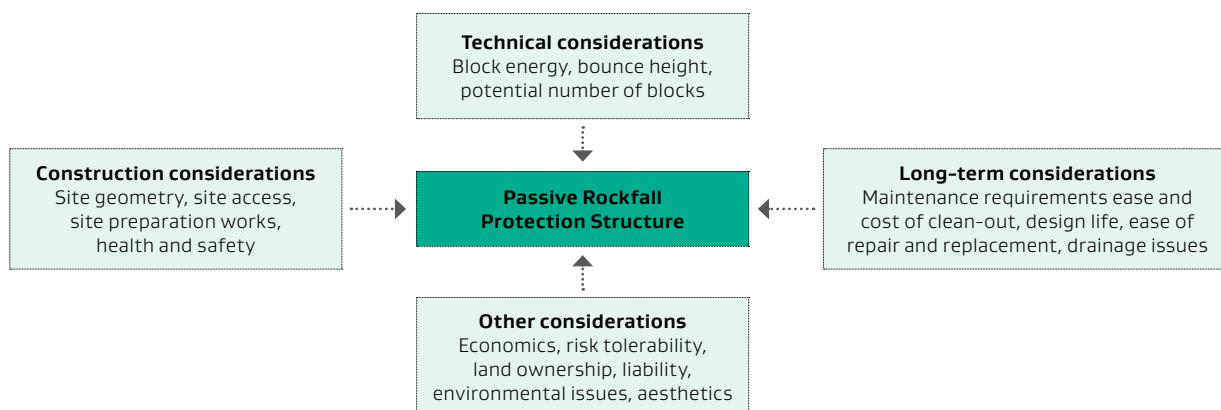 Technical considerations
Block energy, bounce height,
potential number of blocks
Construction considerations
Site geometry, site access,
site preparation works,
health and safety
Passive Rockfall
Protection Structure
Long-term considerations
Maintenance requirements ease and
cost of clean-out, design life, ease of
repair and replacement, drainage issues
Other considerations
Economics, risk tolerability,
land ownership, liability,
environmental issues, aesthetics